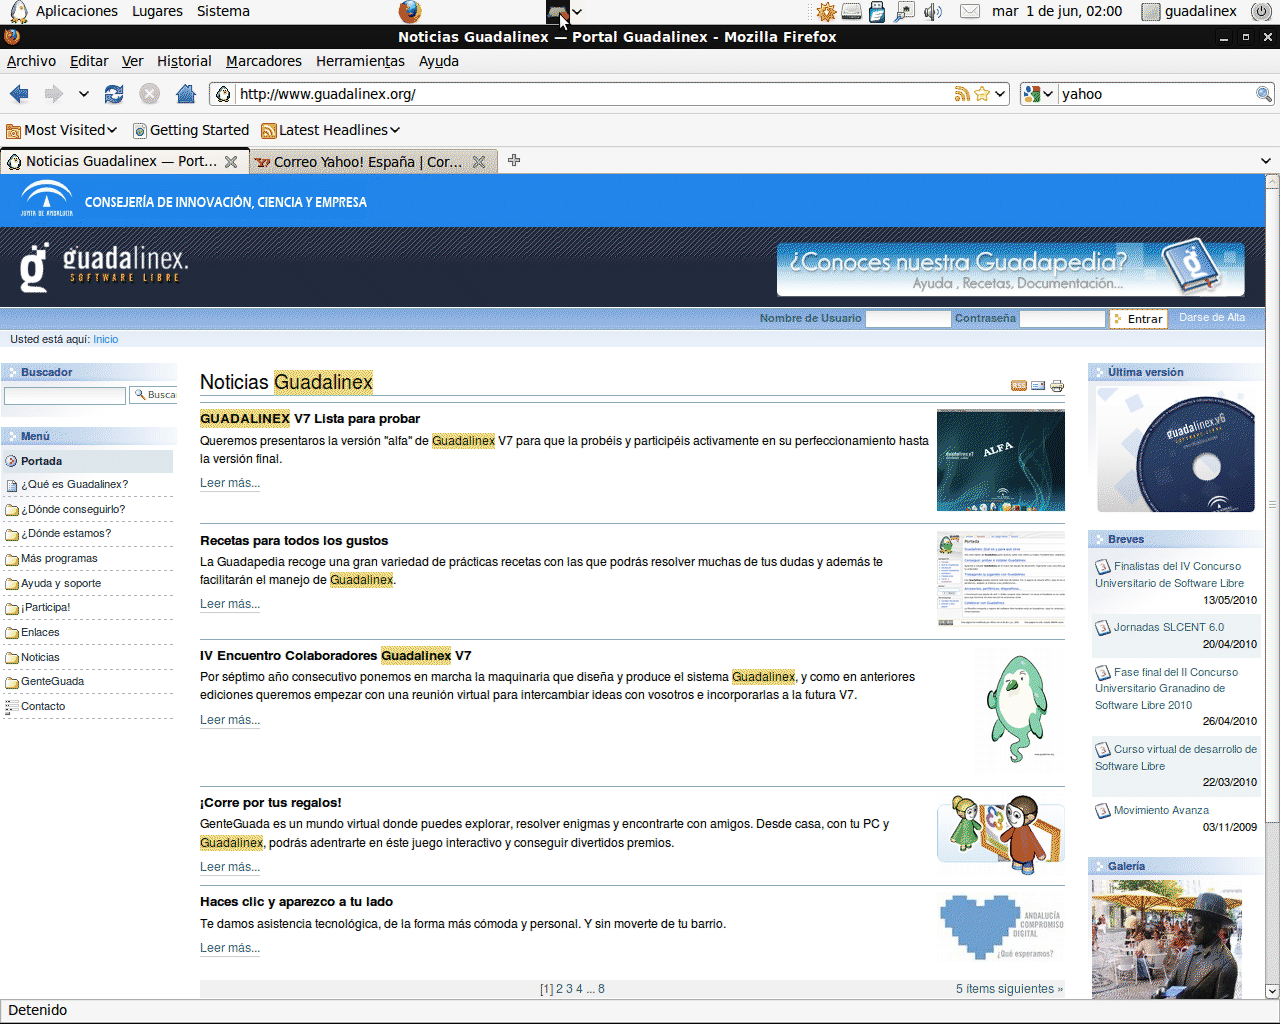 Aplicaciones Lugares Sistema
mar 1 de jun, 02:00 guadalinex
Noticias Guadalinex — Portal Guadalinex - Mozilla Firefox
Archivo Editar Ver Historial Marcadores Herramientas Ayuda
http://www.guadalinex.org/ yahoo
Most Visited Getting Started Latest Headlines
Noticias Guadalinex — Port... Correo Yahoo! España | Cor...
JUNTA DE ANDALUCIA
CONSEJERÍA DE INNOVACIÓN, CIENCIA Y EMPRESA
guadalinex.
SOFTWARE LIBRE
¿Conoces nuestra Guadapedia?
Ayuda , Recetas, Documentación...
Nombre de Usuario Contraseña Entrar Darse de Alta
Usted está aquí: Inicio
Buscador
Busca
Menú
Portada
¿Qué es Guadalinex?
¿Dónde conseguirlo?
¿Dónde estamos?
Más programas
Ayuda y soporte
¡Participa!
Enlaces
Noticias
GenteGuada
Contacto
Noticias Guadalinex
RSS
GUADALINEX V7 Lista para probar
Queremos presentaros la versión "alfa" de Guadalinex V7 para que la probéis y participéis activamente en su perfeccionamiento hasta
la versión final.
Leer más...
ALFA
Recetas para todos los gustos
La Guadapedia recoge una gran variedad de prácticas recetas con las que podrás resolver muchas de tus dudas y además te
facilitarán el manejo de Guadalinex.
Leer más...
Portada
IV Encuentro Colaboradores Guadalinex V7
Por séptimo año consecutivo ponemos en marcha la maquinaria que diseña y produce el sistema Guadalinex, y como en anteriores
ediciones queremos empezar con una reunión virtual para intercambiar ideas con vosotros e incorporarlas a la futura V7.
Leer más...
¡Corre por tus regalos!
GenteGuada es un mundo virtual donde puedes explorar, resolver enigmas y encontrarte con amigos. Desde casa, con tu PC y
Guadalinex, podrás adentrarte en éste juego interactivo y conseguir divertidos premios.
Leer más...
Haces clic y aparezco a tu lado
Te damos asistencia tecnológica, de la forma más cómoda y personal. Y sin moverte de tu barrio.
Leer más...
ANDALUCÍA
COMPROMISO
DIGITAL
¿Qué esperamos?
[1] 2 3 4 ... 8
5 ítems siguientes »
Última versión
guadalinex.v6
SOFTWARE LIBRE
Breves
Finalistas del IV Concurso
Universitario de Software Libre
13/05/2010
Jornadas SLCENT 6.0
20/04/2010
Fase final del II Concurso
Universitario Granadino de
Software Libre 2010
26/04/2010
Curso virtual de desarrollo de
Software Libre
22/03/2010
Movimiento Avanza
03/11/2009
Galería
Detenido